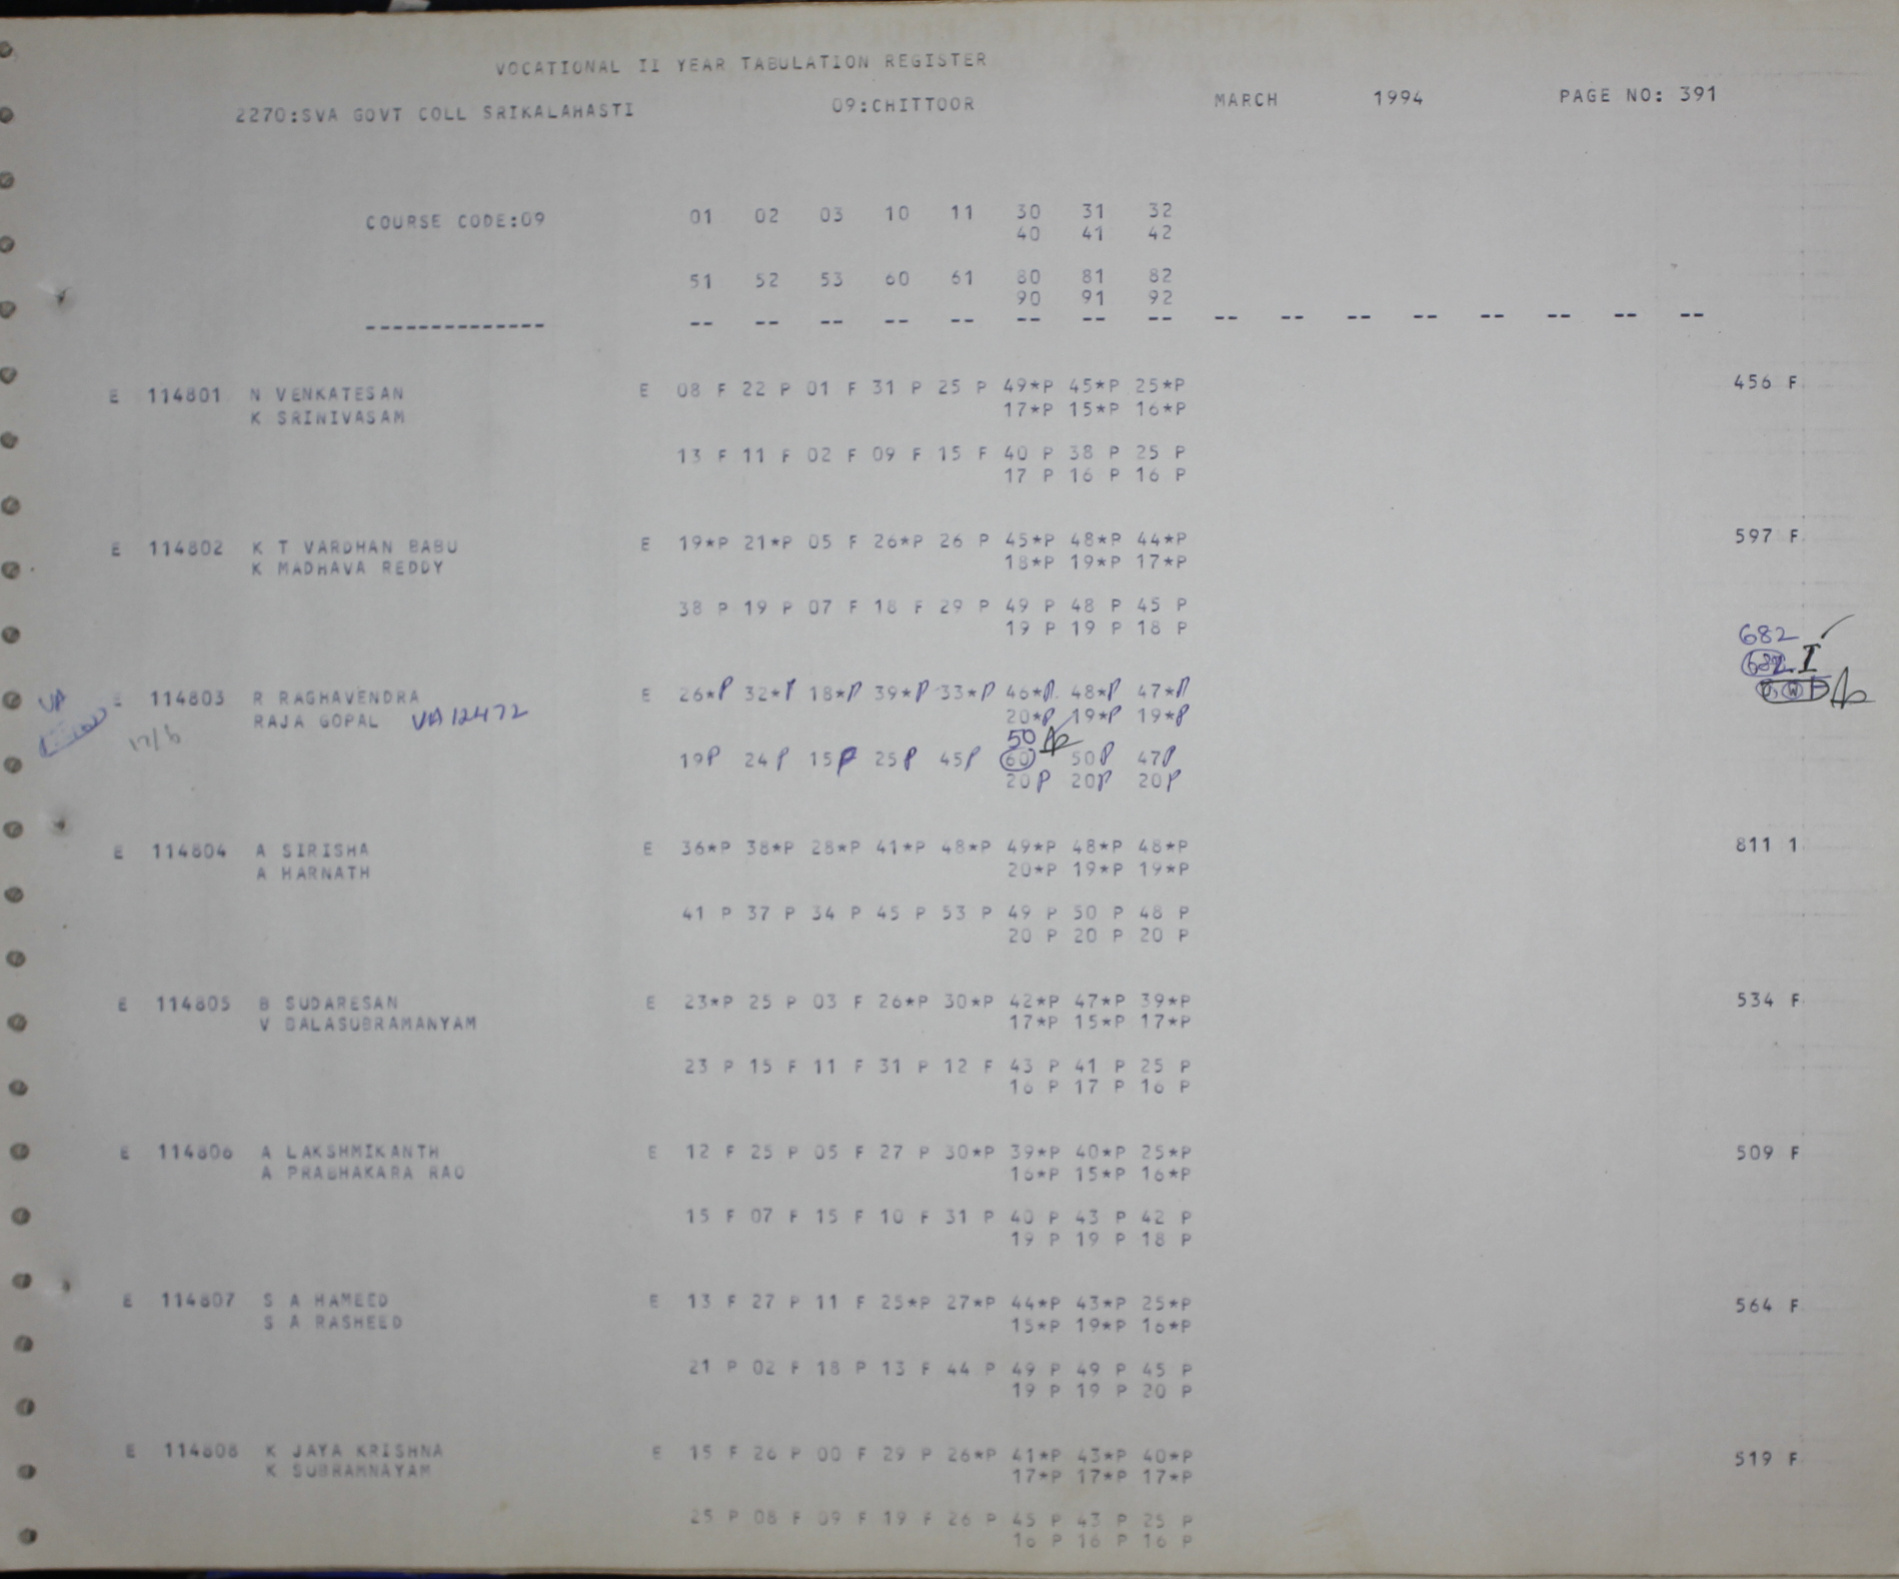 VOCATIONAL II YEAR TABULATION REGISTER
2270:SVA GOVT COLL SRIKALAHASTI 09:CHITTOOR MARCH 1994 PAGE NO: 391
COURSE CODE:09 01 02 03 10 11 30 31 32
40 41 42
51 52 53 60 61 80 81 82
90 91 92
-------------- -- -- -- -- -- -- -- -- -- -- -- -- -- -- -- --
E 114801 N VENKATESAN E 08 F 22 P 01 F 31 P 25 P 49*P 45*P 25*P 456 F
K SRINIVASAM 17*P 15*P 16*P
13 F 11 F 02 F 09 F 15 F 40 P 38 P 25 P
17 P 16 P 16 P
E 114802 K T VARDHAN BABU E 19*P 21*P 05 F 26*P 26 P 45*P 48*P 44*P 597 F
K MADHAVA REDDY 18*P 19*P 17*P
38 P 19 P 07 F 18 F 29 P 49 P 48 P 45 P
19 P 19 P 18 P
682
682 I
VA E 114803 R RAGHAVENDRA E 26*P 32*P 18*P 39*P 33*P 46*P 48*P 47*P
17/6 RAJA GOPAL VA 12472 20*P 19*P 19*P
50
19P 24P 15P 25P 45P 60 50P 47P
20P 20P 20P
E 114804 A SIRISHA E 36*P 38*P 28*P 41*P 48*P 49*P 48*P 48*P 811 1
A HARNATH 20*P 19*P 19*P
41 P 37 P 34 P 45 P 53 P 49 P 50 P 48 P
20 P 20 P 20 P
E 114805 B SUDARESAN E 23*P 25 P 03 F 26*P 30*P 42*P 47*P 39*P 534 F
V BALASUBRAMANYAM 17*P 15*P 17*P
23 P 15 F 11 F 31 P 12 F 43 P 41 P 25 P
16 P 17 P 16 P
E 114806 A LAKSHMIKANTH E 12 F 25 P 05 F 27 P 30*P 39*P 40*P 25*P 509 F
A PRABHAKARA RAO 16*P 15*P 16*P
15 F 07 F 15 F 10 F 31 P 40 P 43 P 42 P
19 P 19 P 18 P
E 114807 S A HAMEED E 13 F 27 P 11 F 25*P 27*P 44*P 43*P 25*P 564 F
S A RASHEED 15*P 19*P 16*P
21 P 02 F 18 P 13 F 44 P 49 P 49 P 45 P
19 P 19 P 20 P
E 114808 K JAYA KRISHNA E 15 F 26 P 00 F 29 P 26*P 41*P 43*P 40*P 519 F
K SUBRAMNAYAM 17*P 17*P 17*P
25 P 08 F 09 F 19 F 26 P 45 P 43 P 25 P
16 P 16 P 16 P